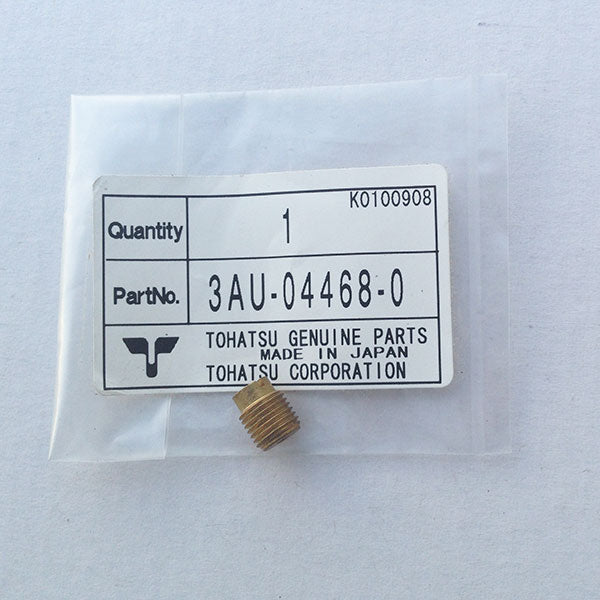 K0100908
Quantity 1
PartNo. 3AU-04468-0
TOHATSU GENUINE PARTS
MADE IN JAPAN
TOHATSU CORPORATION